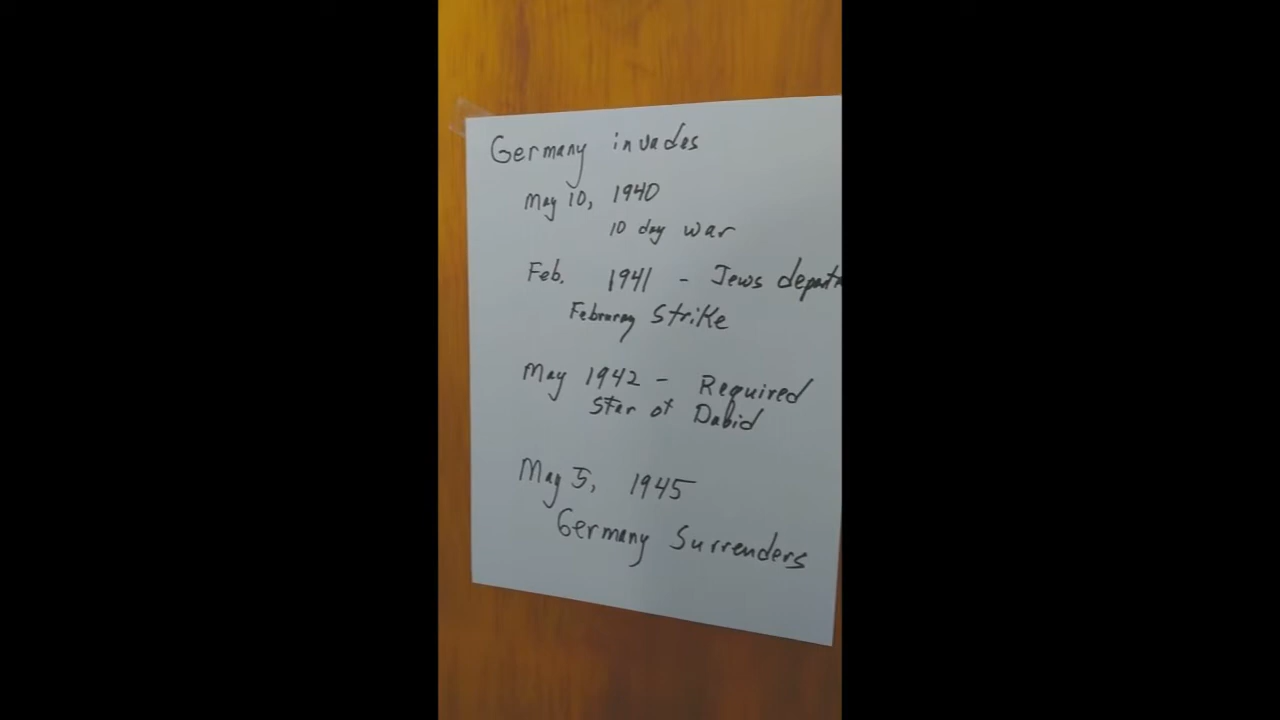 Germany invades
May 10, 1940
10 day war
Feb. 1941 - Jews
February Strike
May 1942 - Required
Star of Dabid
May 5, 1945
Germany Surrenders